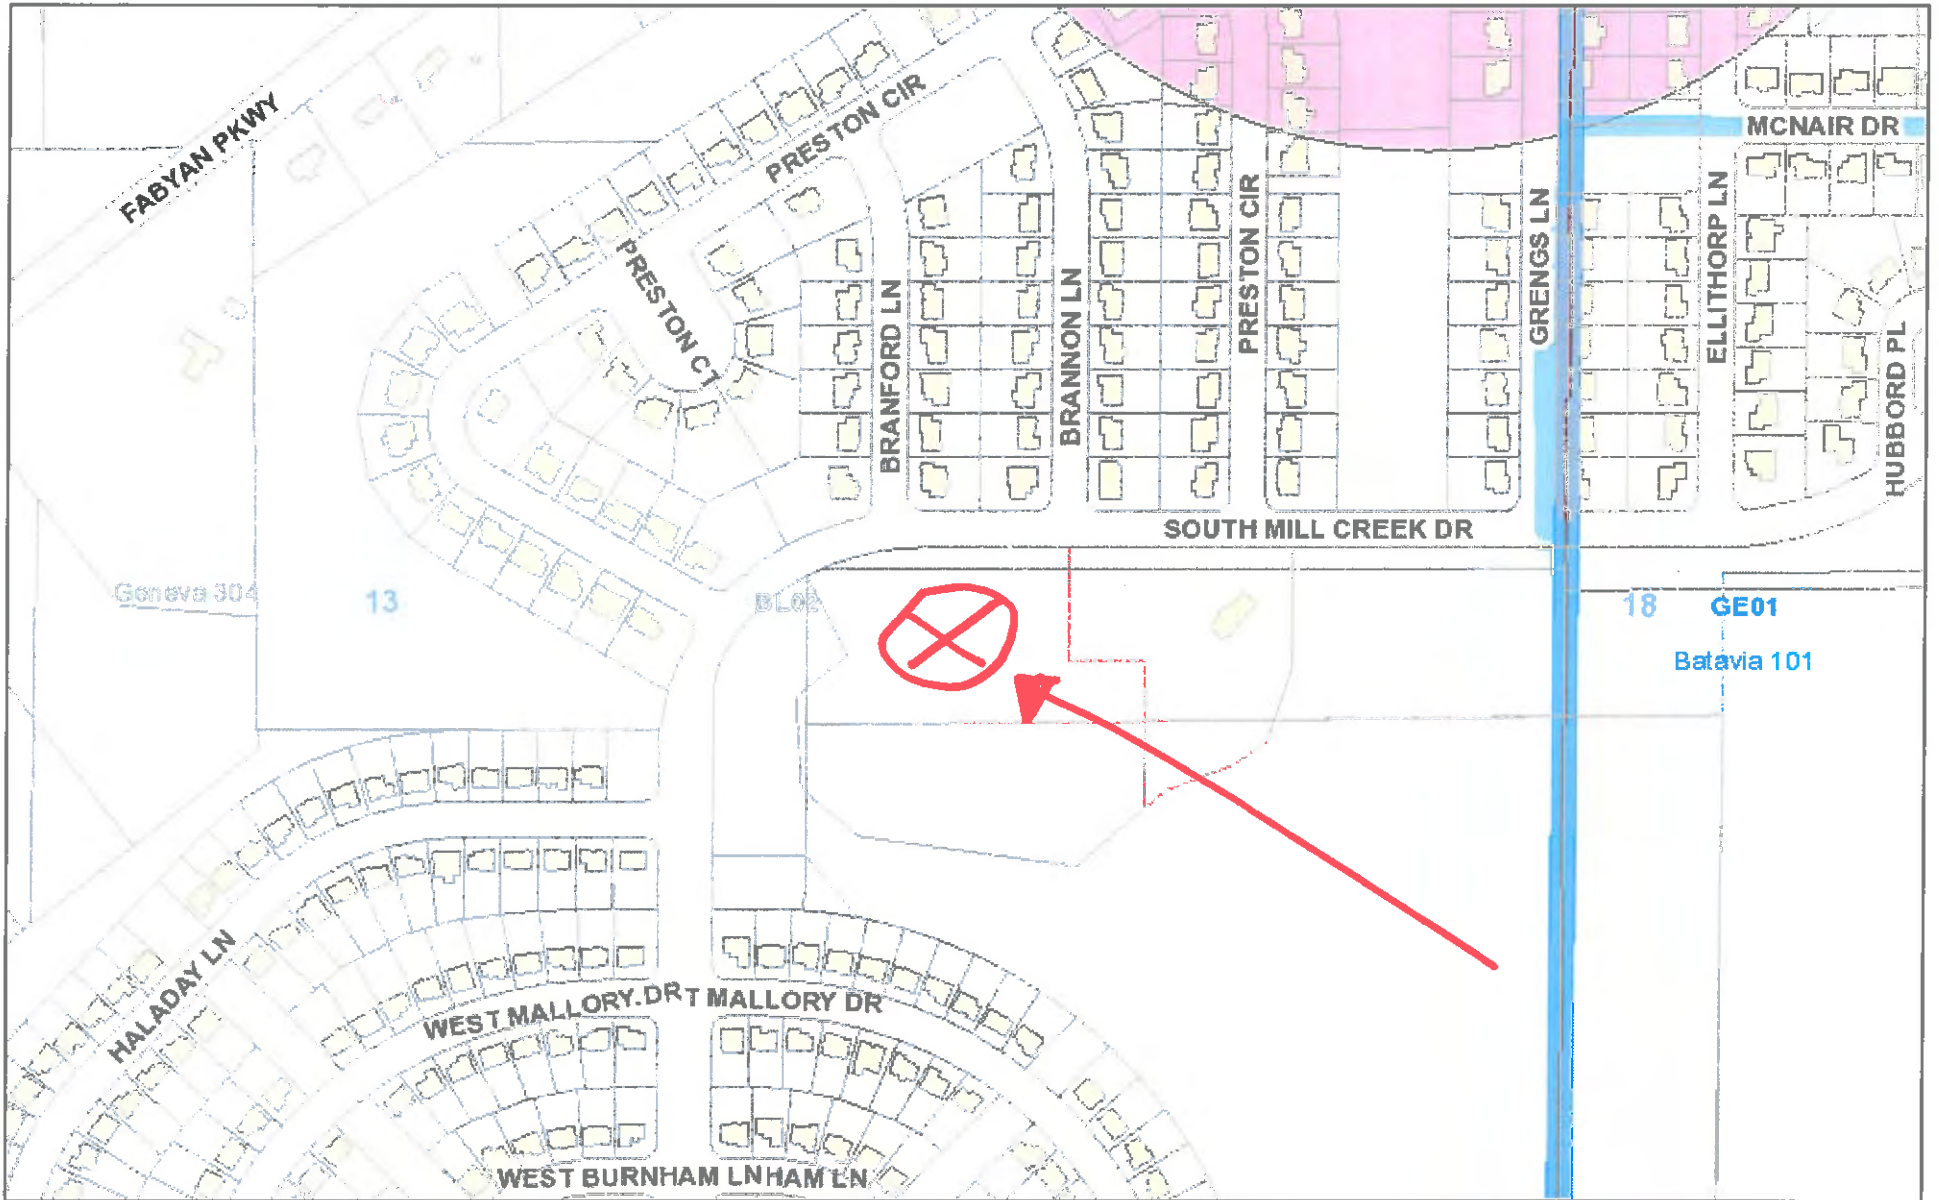 FABYAN PKWY
PRESTON CIR
MCNAIR DR
PRESTON CT
BRANFORD LN
BRANNON LN
PRESTON CIR
GRENGS LN
ELLITHORP LN
HUBBORD PL
SOUTH MILL CREEK DR
Geneva 304
13
BL02
18
GE01
Batavia 101
HALADAY LN
WEST MALLORY DR
T MALLORY DR
WEST BURNHAM LN
HAM LN